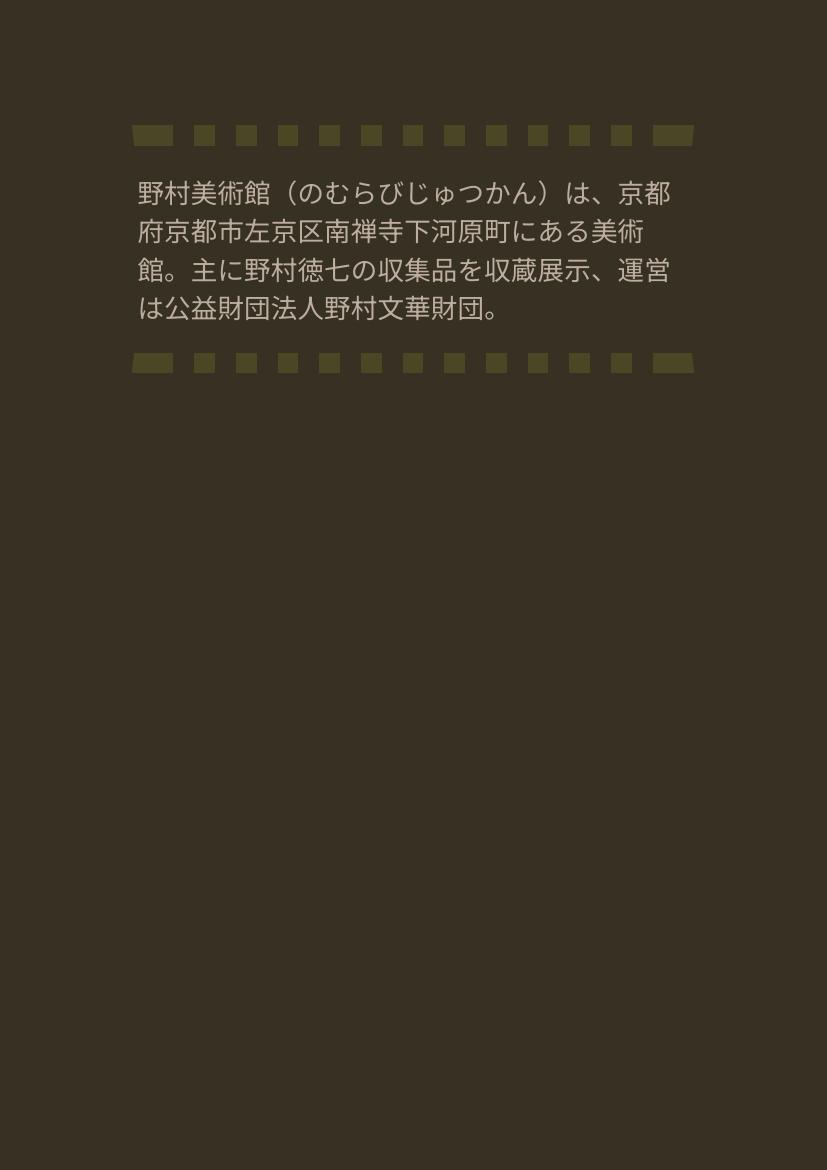 野村美術館（のむらびじゅつかん）は、京都
府京都市左京区南禅寺下河原町にある美術
館。主に野村徳七の収集品を収蔵展示、運営
は公益財団法人野村文華財団。